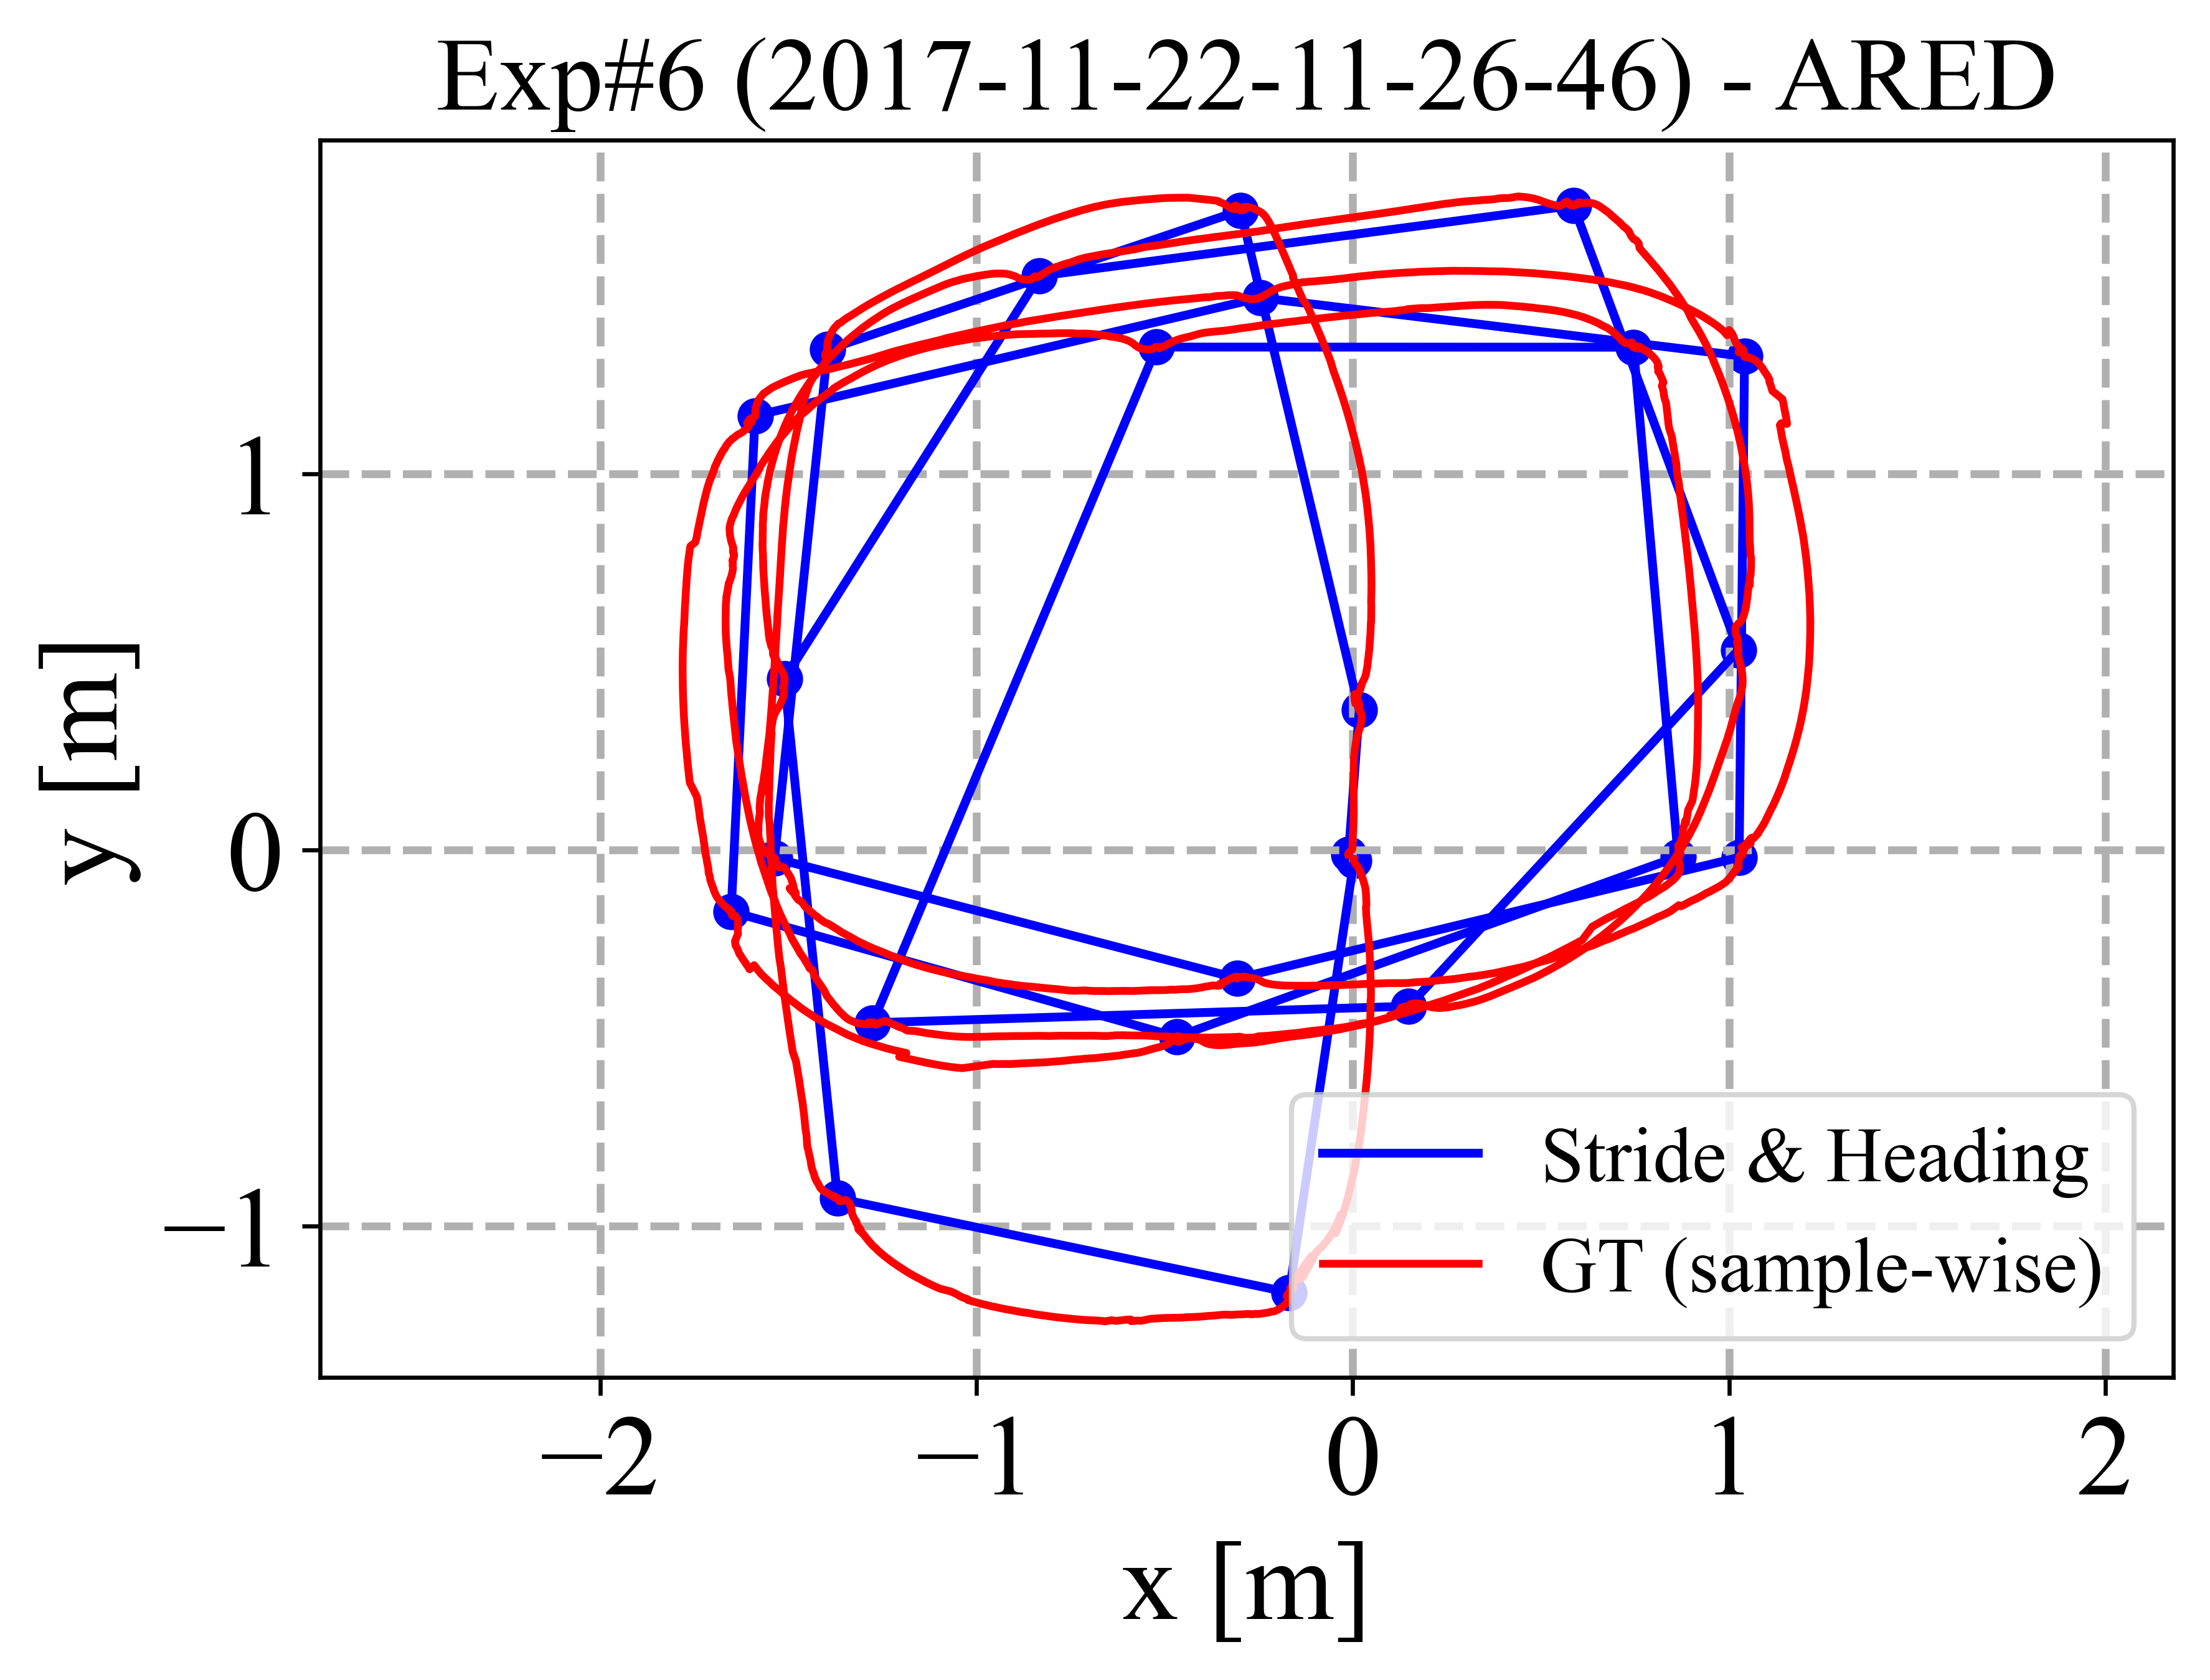 Exp#6 (2017-11-22-11-26-46) - ARED
y [m]
1
0
−1
−2
−1
0
1
2
x [m]
Stride & Heading
GT (sample-wise)